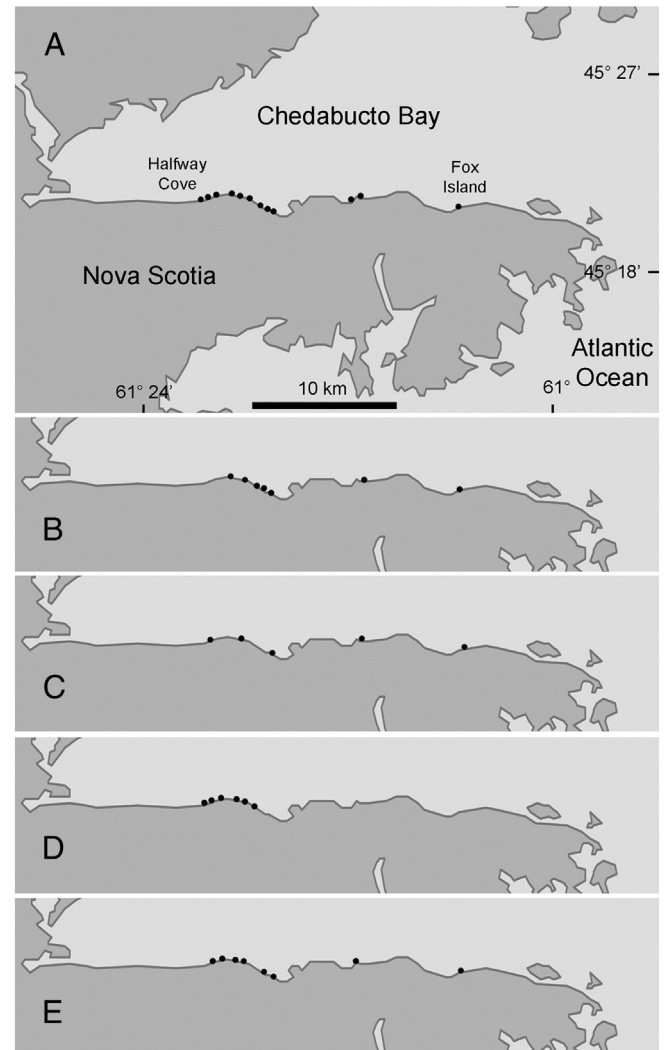 A
45° 27’
Chedabucto Bay
Halfway
Cove
Fox
Island
Nova Scotia
45° 18’
Atlantic
Ocean
61° 24’
10 km
61°
B
C
D
E